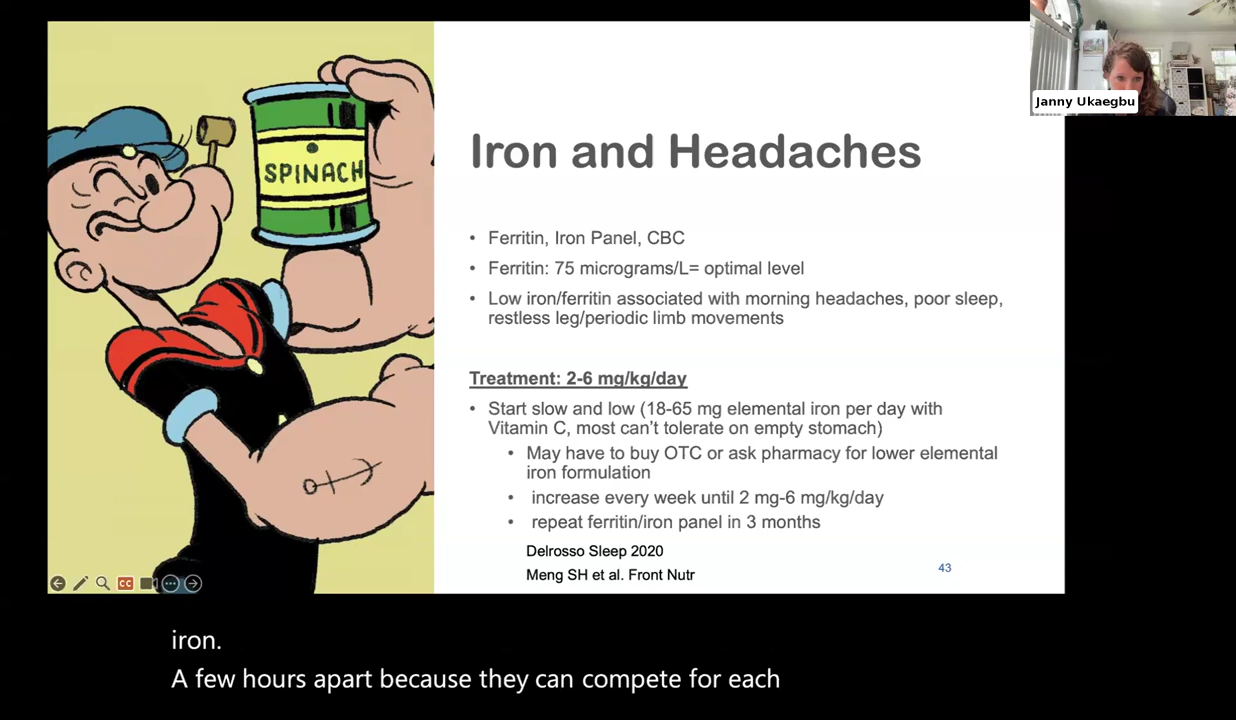 Janny Ukaegbu
SPINACH
Iron and Headaches
• Ferritin, Iron Panel, CBC
• Ferritin: 75 micrograms/L= optimal level
• Low iron/ferritin associated with morning headaches, poor sleep,
restless leg/periodic limb movements
Treatment: 2-6 mg/kg/day
• Start slow and low (18-65 mg elemental iron per day with
Vitamin C, most can’t tolerate on empty stomach)
• May have to buy OTC or ask pharmacy for lower elemental
iron formulation
• increase every week until 2 mg-6 mg/kg/day
• repeat ferritin/iron panel in 3 months
Delrosso Sleep 2020
Meng SH et al. Front Nutr
43
CC
iron.
A few hours apart because they can compete for each